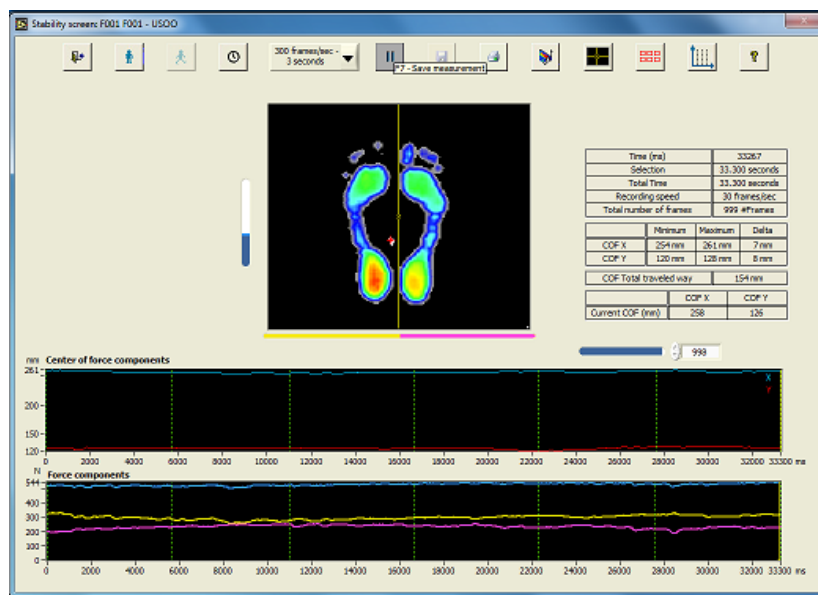 Stability screen: F001 F001 - USOO
300 frames/sec -
3 seconds
F7 - Save measurement
?
Time (ms) 33267
Selection 33.300 seconds
Total Time 33.300 seconds
Recording speed 30 frames/sec
Total number of frames 999 #Frames
Minimum Maximum Delta
COF X 254 mm 261 mm 7 mm
COF Y 120 mm 128 mm 8 mm
COF Total traveled way 154 mm
COF X COF Y
Current COF (mm) 258 126
998
mm Center of force components
261
200
150
120
X
Y
0 2000 4000 6000 8000 10000 12000 14000 16000 18000 20000 22000 24000 26000 28000 30000 32000 33300 ms
N Force components
544
400
300
200
100
0
0 2000 4000 6000 8000 10000 12000 14000 16000 18000 20000 22000 24000 26000 28000 30000 32000 33300 ms